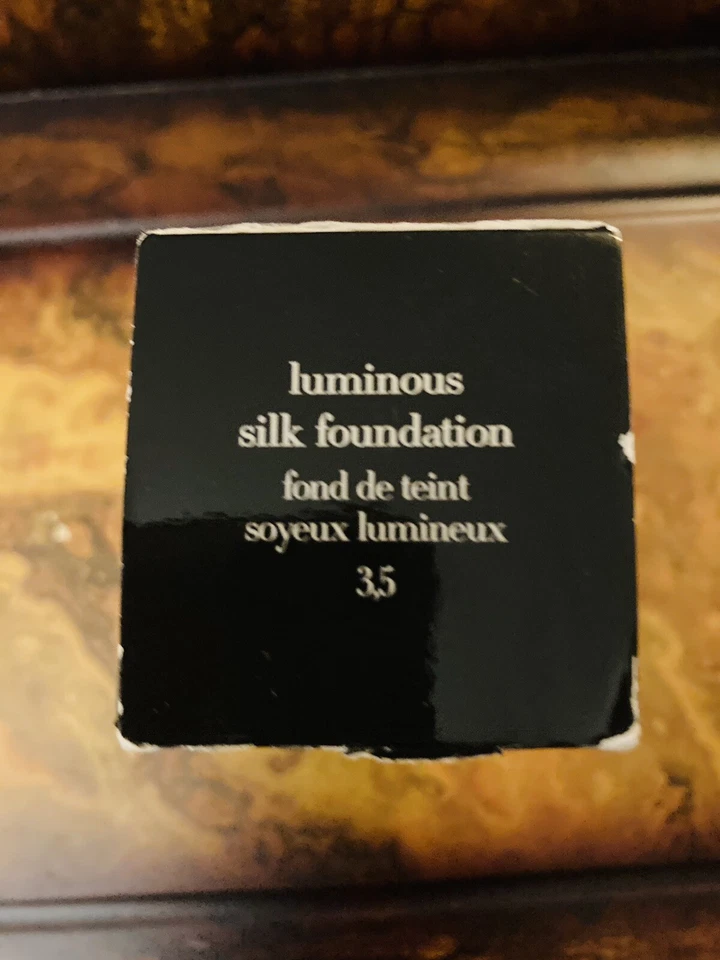 luminous
silk foundation
fond de teint
soyeux lumineux
3,5